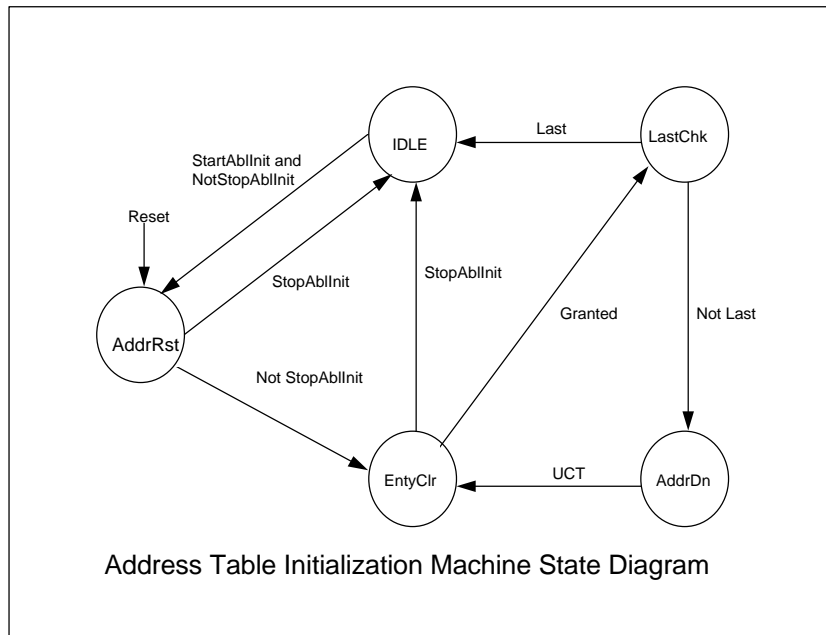 IDLE
Last
LastChk
StartAblInit and
NotStopAblInit
Reset
StopAblInit
StopAblInit
Granted
Not Last
AddrRst
Not StopAblInit
EntyClr
UCT
AddrDn
Address Table Initialization Machine State Diagram